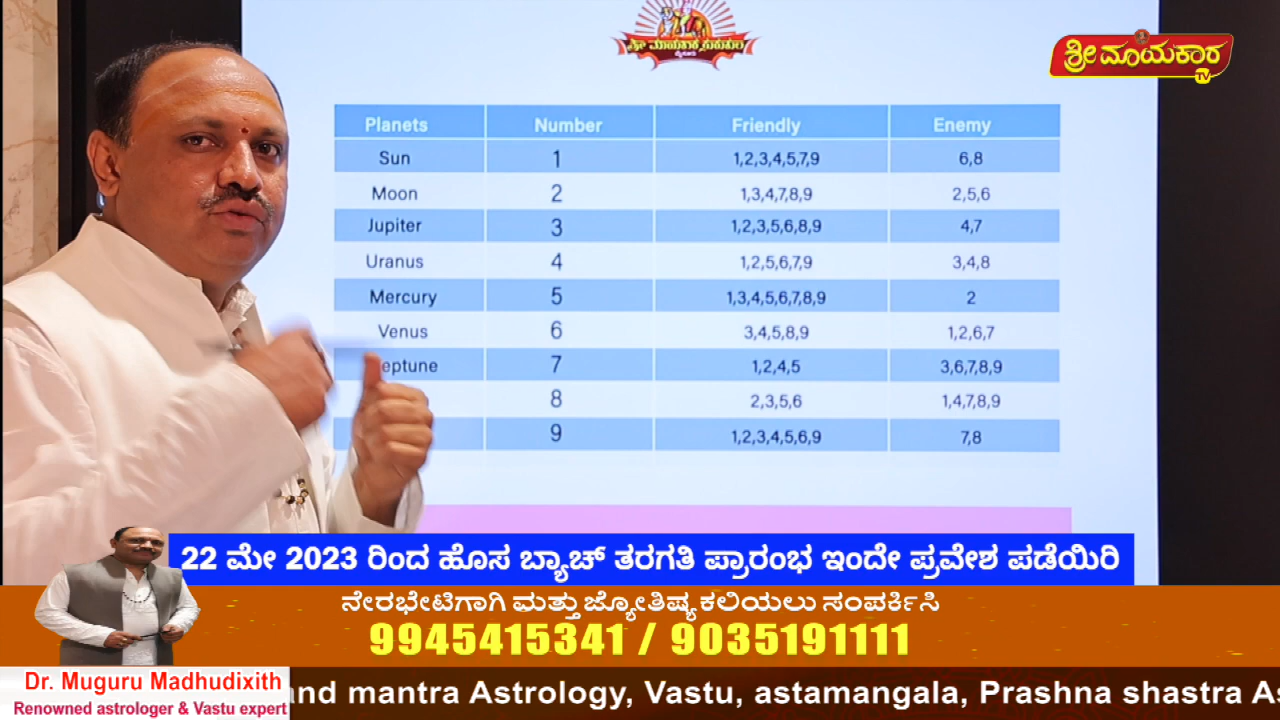 ಶ್ರೀ ಮಾಯಕಾರ ಗುರುಕುಲ
ಮೈಸೂರು
ಶ್ರೀ ಮಾಯಕಾರ
TV
Planets Number Friendly Enemy
Sun 1 1,2,3,4,5,7,9 6,8
Moon 2 1,3,4,7,8,9 2,5,6
Jupiter 3 1,2,3,5,6,8,9 4,7
Uranus 4 1,2,5,6,7,9 3,4,8
Mercury 5 1,3,4,5,6,7,8,9 2
Venus 6 3,4,5,8,9 1,2,6,7
eptune 7 1,2,4,5 3,6,7,8,9
8 2,3,5,6 1,4,7,8,9
9 1,2,3,4,5,6,9 7,8
22 ಮೇ 2023 ರಿಂದ ಹೊಸ ಬ್ಯಾಚ್ ತರಗತಿ ಪ್ರಾರಂಭ ಇಂದೇ ಪ್ರವೇಶ ಪಡೆಯಿರಿ
ನೇರಭೇಟಿಗಾಗಿ ಮತ್ತು ಜ್ಯೋತಿಷ್ಯ ಕಲಿಯಲು ಸಂಪರ್ಕಿಸಿ
9945415341 / 9035191111
Dr. Muguru Madhudixith
Renowned astrologer & Vastu expert
and mantra Astrology, Vastu, astamangala, Prashna shastra As